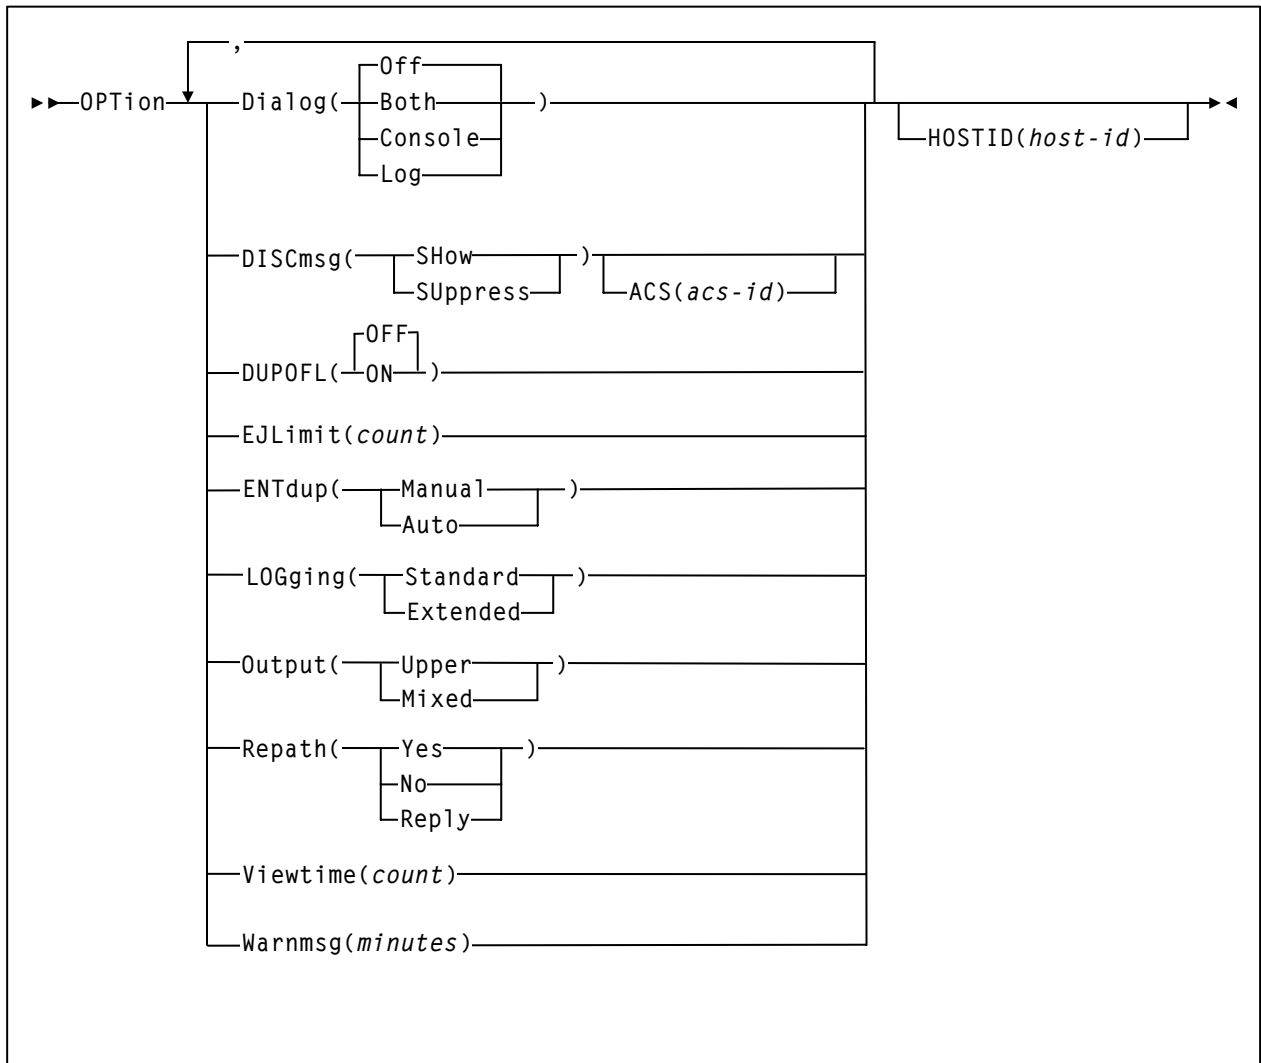 ,
Off
OPTion Dialog( Both )
Console HOSTID(host-id)
Log
DISCmsg( SHow )
SUppress ACS(acs-id)
OFF
DUPOFL( ON )
EJLimit(count)
ENTdup( Manual )
Auto
LOGging( Standard )
Extended
Output( Upper )
Mixed
Repath( Yes )
No
Reply
Viewtime(count)
Warnmsg(minutes)